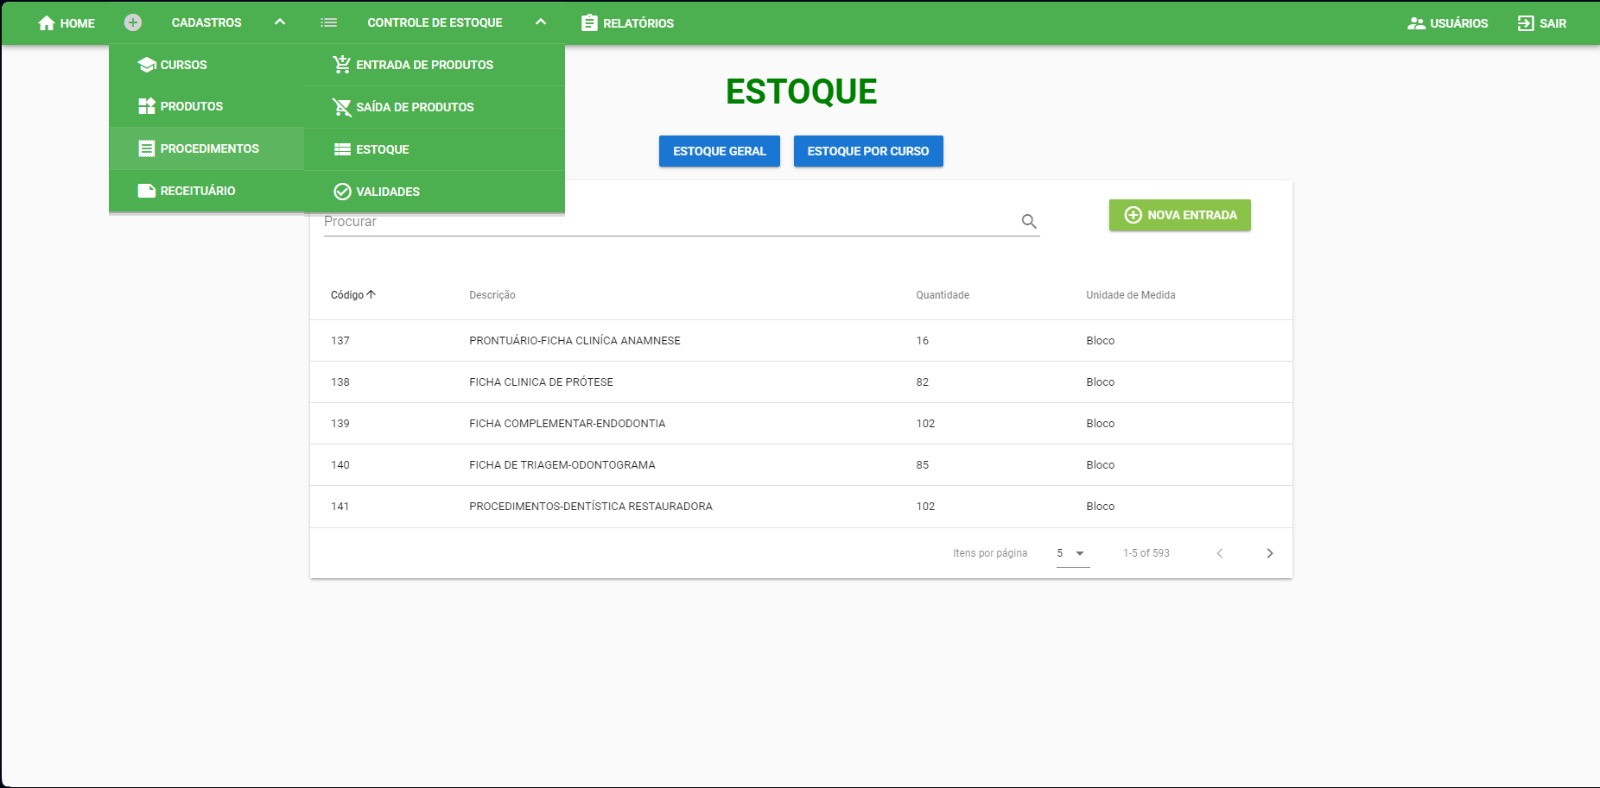 HOME CADASTROS CONTROLE DE ESTOQUE RELATÓRIOS USUÁRIOS SAIR
CURSOS
PRODUTOS
PROCEDIMENTOS
RECEITUÁRIO
ENTRADA DE PRODUTOS
SAÍDA DE PRODUTOS
ESTOQUE
VALIDADES
ESTOQUE
ESTOQUE GERAL ESTOQUE POR CURSO
Procurar NOVA ENTRADA
Código Descrição Quantidade Unidade de Medida
137 PRONTUÁRIO-FICHA CLINÍCA ANAMNESE 16 Bloco
138 FICHA CLINICA DE PRÓTESE 82 Bloco
139 FICHA COMPLEMENTAR-ENDODONTIA 102 Bloco
140 FICHA DE TRIAGEM-ODONTOGRAMA 85 Bloco
141 PROCEDIMENTOS-DENTÍSTICA RESTAURADORA 102 Bloco
Itens por página 5 1-5 of 593